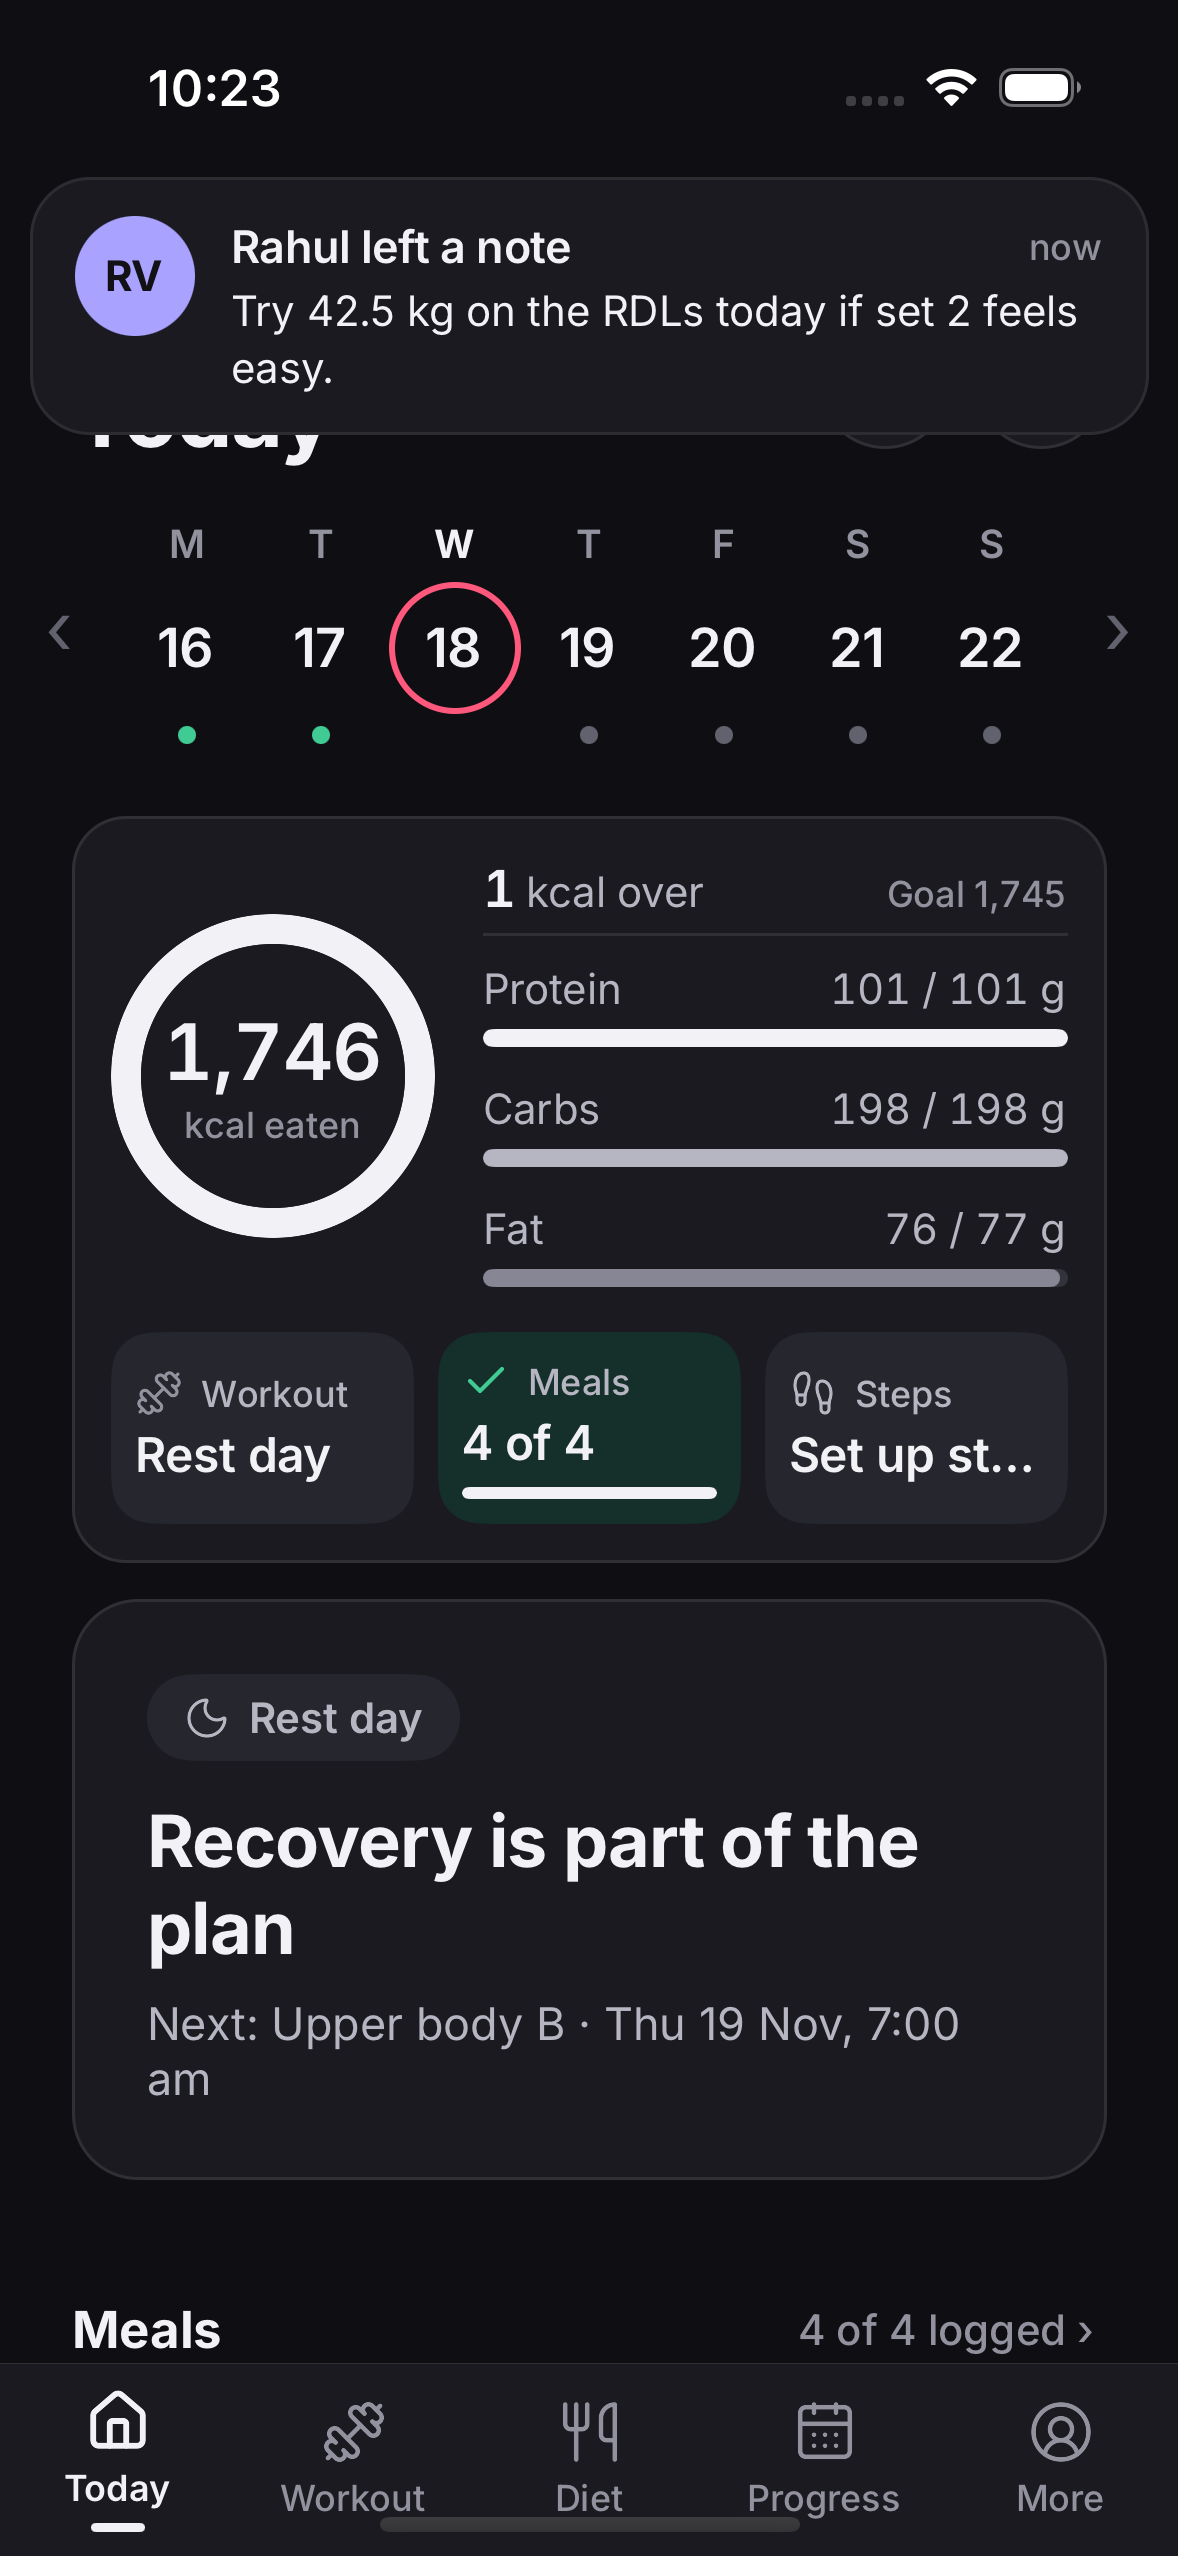 10:23
RV
Rahul left a note
now
Try 42.5 kg on the RDLs today if set 2 feels
easy.
Today
M T W T F S S
‹ 16 17 18 19 20 21 22 ›
1 kcal over
Goal 1,745
1,746
kcal eaten
Protein 101 / 101 g
Carbs 198 / 198 g
Fat 76 / 77 g
Workout
Rest day
Meals
4 of 4
Steps
Set up st...
Rest day
Recovery is part of the
plan
Next: Upper body B · Thu 19 Nov, 7:00
am
Meals
4 of 4 logged ›
Today
Workout
Diet
Progress
More